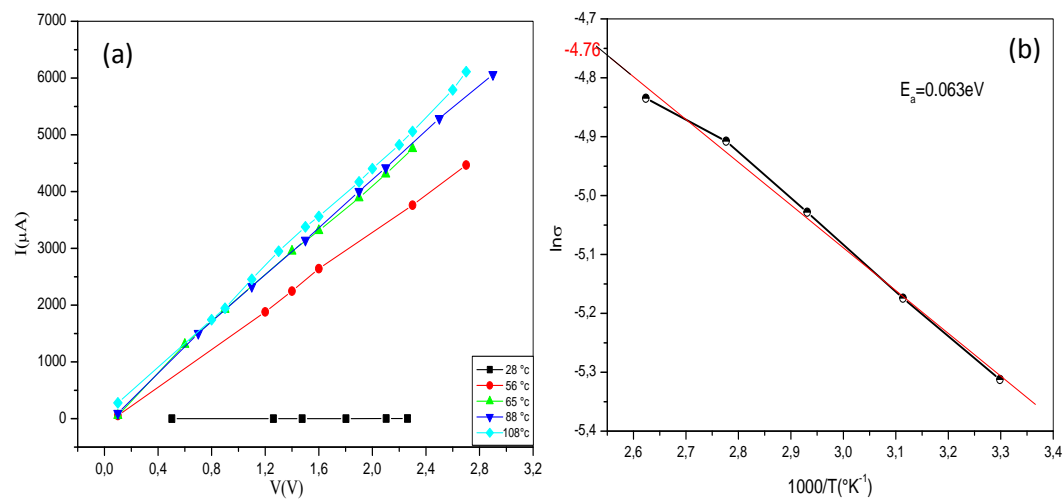 (a)
7000
6000
5000
4000
3000
2000
1000
0
I(µA)
0,0 0,4 0,8 1,2 1,6 2,0 2,4 2,8 3,2
V(V)
28 °c
56 °c
65 °c
88 °c
108°c
(b)
-4,7
-4.76
-4,8
-4,9
-5,0
-5,1
-5,2
-5,3
-5,4
lnσ
Ea=0.063eV
2,6 2,7 2,8 2,9 3,0 3,1 3,2 3,3 3,4
1000/T(°K-1)